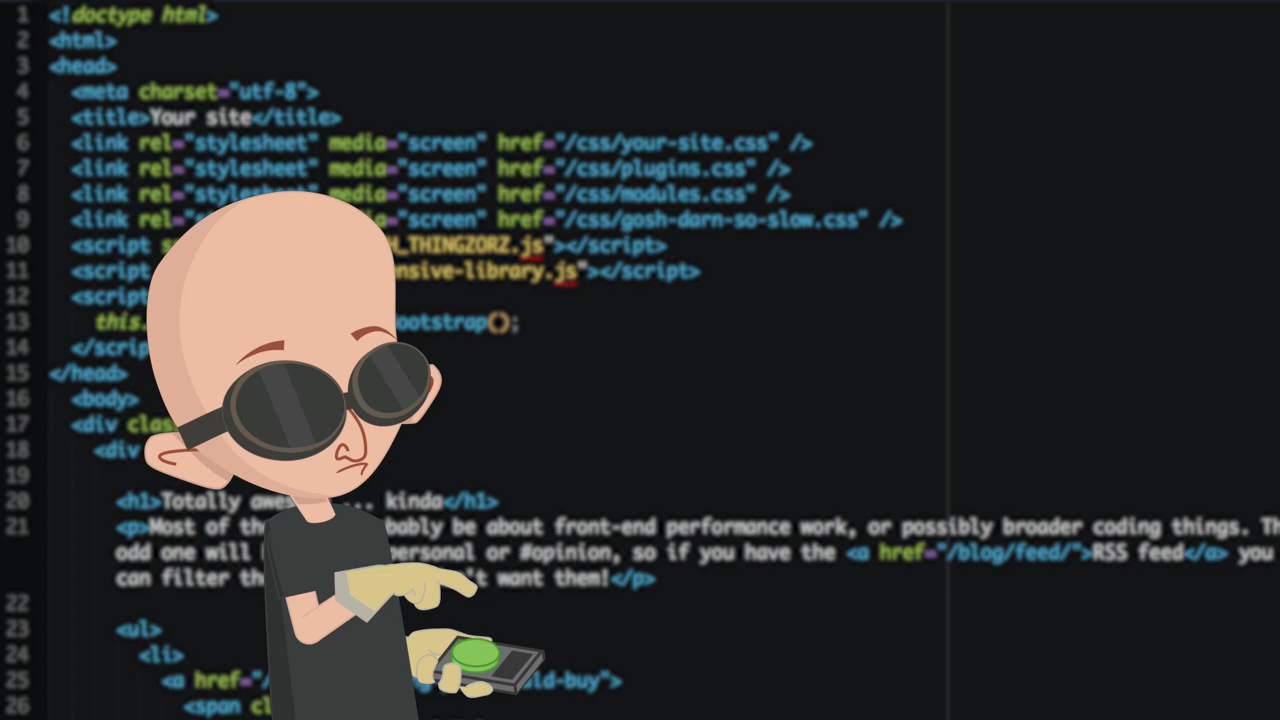 1 <!doctype html>
2 <html>
3 <head>
4 <meta charset="utf-8">
5 <title>Your site</title>
6 <link rel="stylesheet" media="screen" href="/css/your-site.css" />
7 <link rel="stylesheet" media="screen" href="/css/plugins.css" />
8 <link rel="stylesheet" media="screen" href="/css/modules.css" />
9 <link rel="s media="screen" href="/css/gosh-darn-so-slow.css" />
10 <script THINGZORZ.js"></script>
11 <script nsive-library.js"></script>
12 <script
13 this. ootstrap();
14 </scrip
15 </head>
16 <body>
17 <div clas
18 <div
19
20 <h1>Totally awes ... kinda</h1>
21 <p>Most of the bably be about front-end performance work, or possibly broader coding things. Th
odd one will personal or #opinion, so if you have the <a href="/blog/feed/">RSS feed</a> you
can filter the 't want them!</p>
22
23 <ul>
24 <li>
25 <a href="/ ld-buy">
26 <span cl